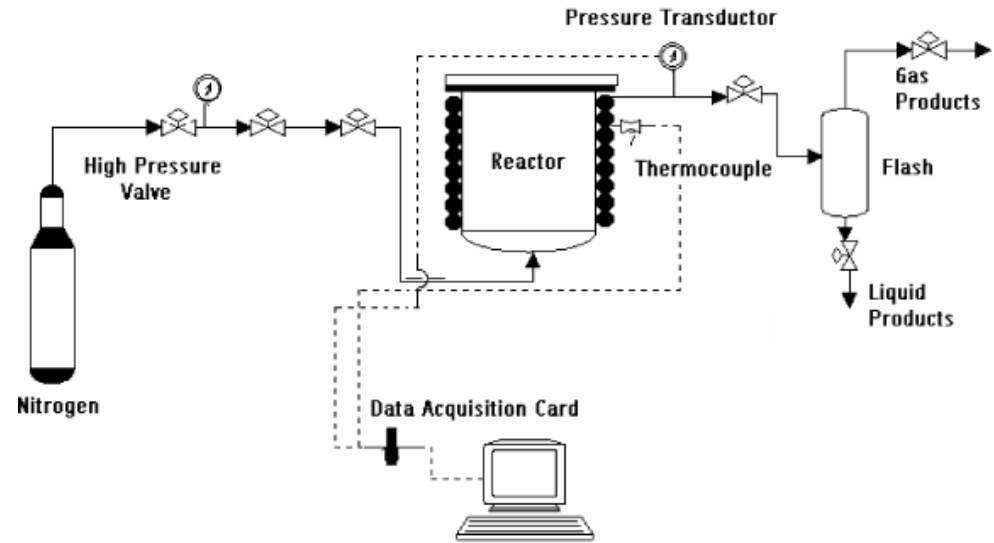 Pressure Transductor
Gas
Products
High Pressure
Valve
Reactor
Thermocouple
Flash
Liquid
Products
Nitrogen
Data Acquisition Card